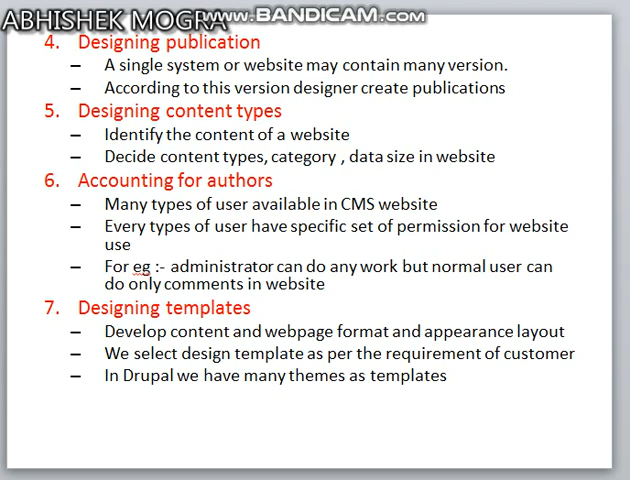 ABHISHEK MOGRA
www.BANDICAM.com
4. Designing publication
– A single system or website may contain many version.
– According to this version designer create publications
5. Designing content types
– Identify the content of a website
– Decide content types, category , data size in website
6. Accounting for authors
– Many types of user available in CMS website
– Every types of user have specific set of permission for website
use
– For eg :- administrator can do any work but normal user can
do only comments in website
7. Designing templates
– Develop content and webpage format and appearance layout
– We select design template as per the requirement of customer
– In Drupal we have many themes as templates